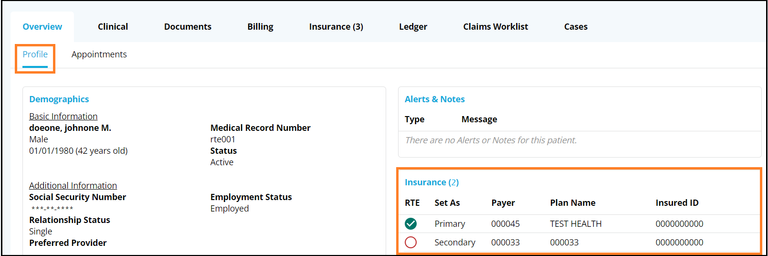 Overview Clinical Documents Billing Insurance (3) Ledger Claims Worklist Cases
Profile Appointments
Demographics
Basic Information
doeone, johnone M.
Male
01/01/1980 (42 years old)
Medical Record Number
rte001
Status
Active
Additional Information
Social Security Number
***-**-****
Relationship Status
Single
Preferred Provider
Employment Status
Employed
Alerts & Notes
Type Message
There are no Alerts or Notes for this patient.
Insurance (2)
RTE Set As Payer Plan Name Insured ID
Primary 000045 TEST HEALTH 0000000000
Secondary 000033 000033 0000000000